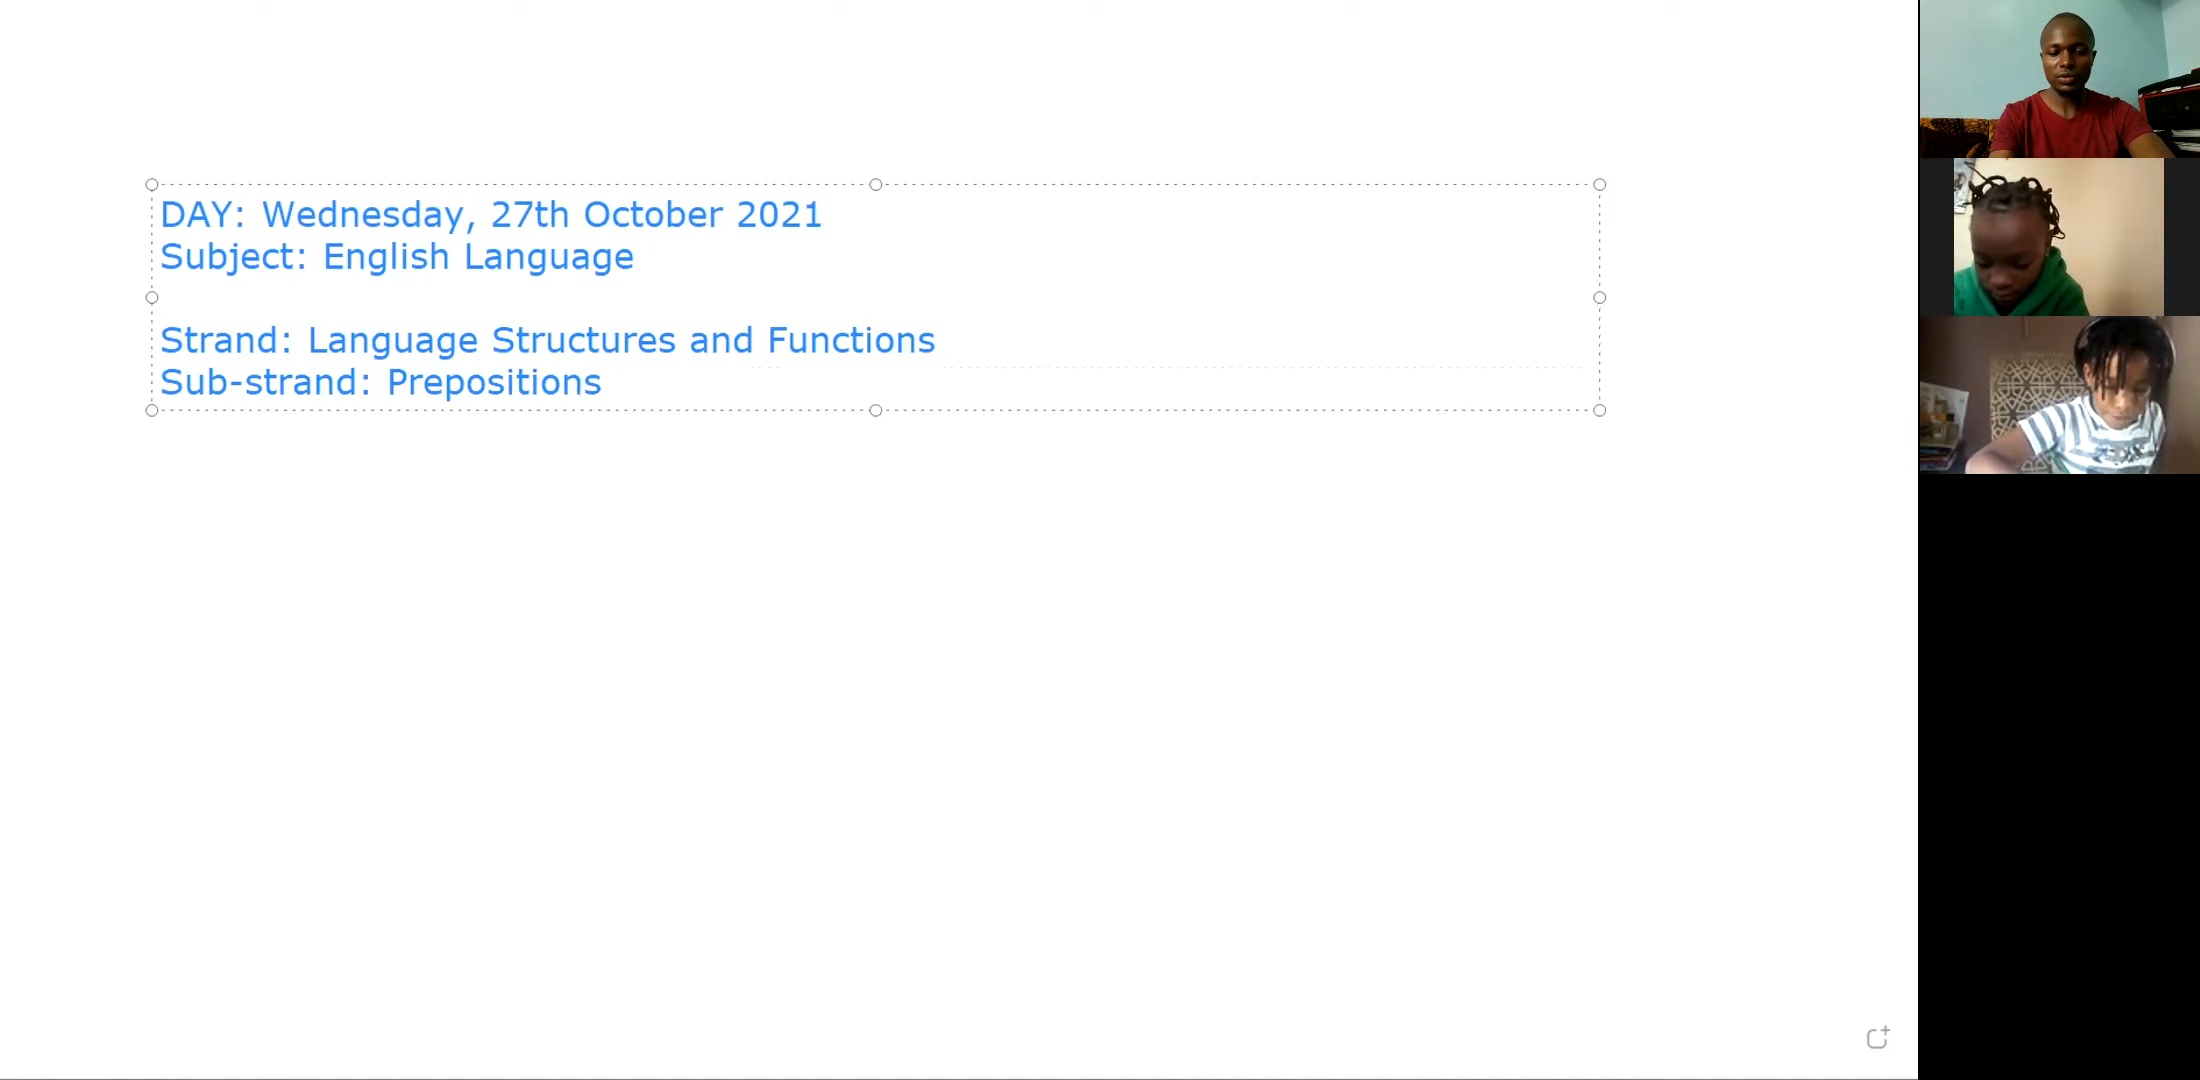 DAY: Wednesday, 27th October 2021
Subject: English Language
Strand: Language Structures and Functions
Sub-strand: Prepositions